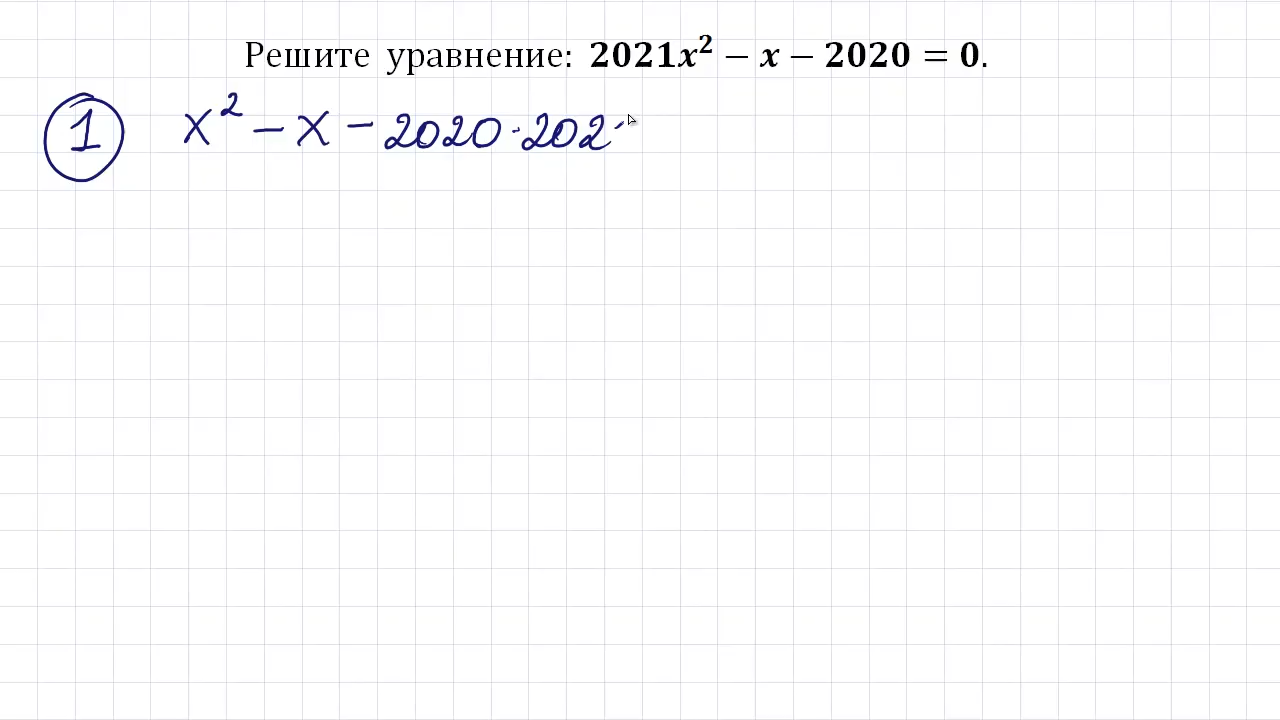 Решите уравнение: 2021x² − x − 2020 = 0.
1 x² − x − 2020 · 202